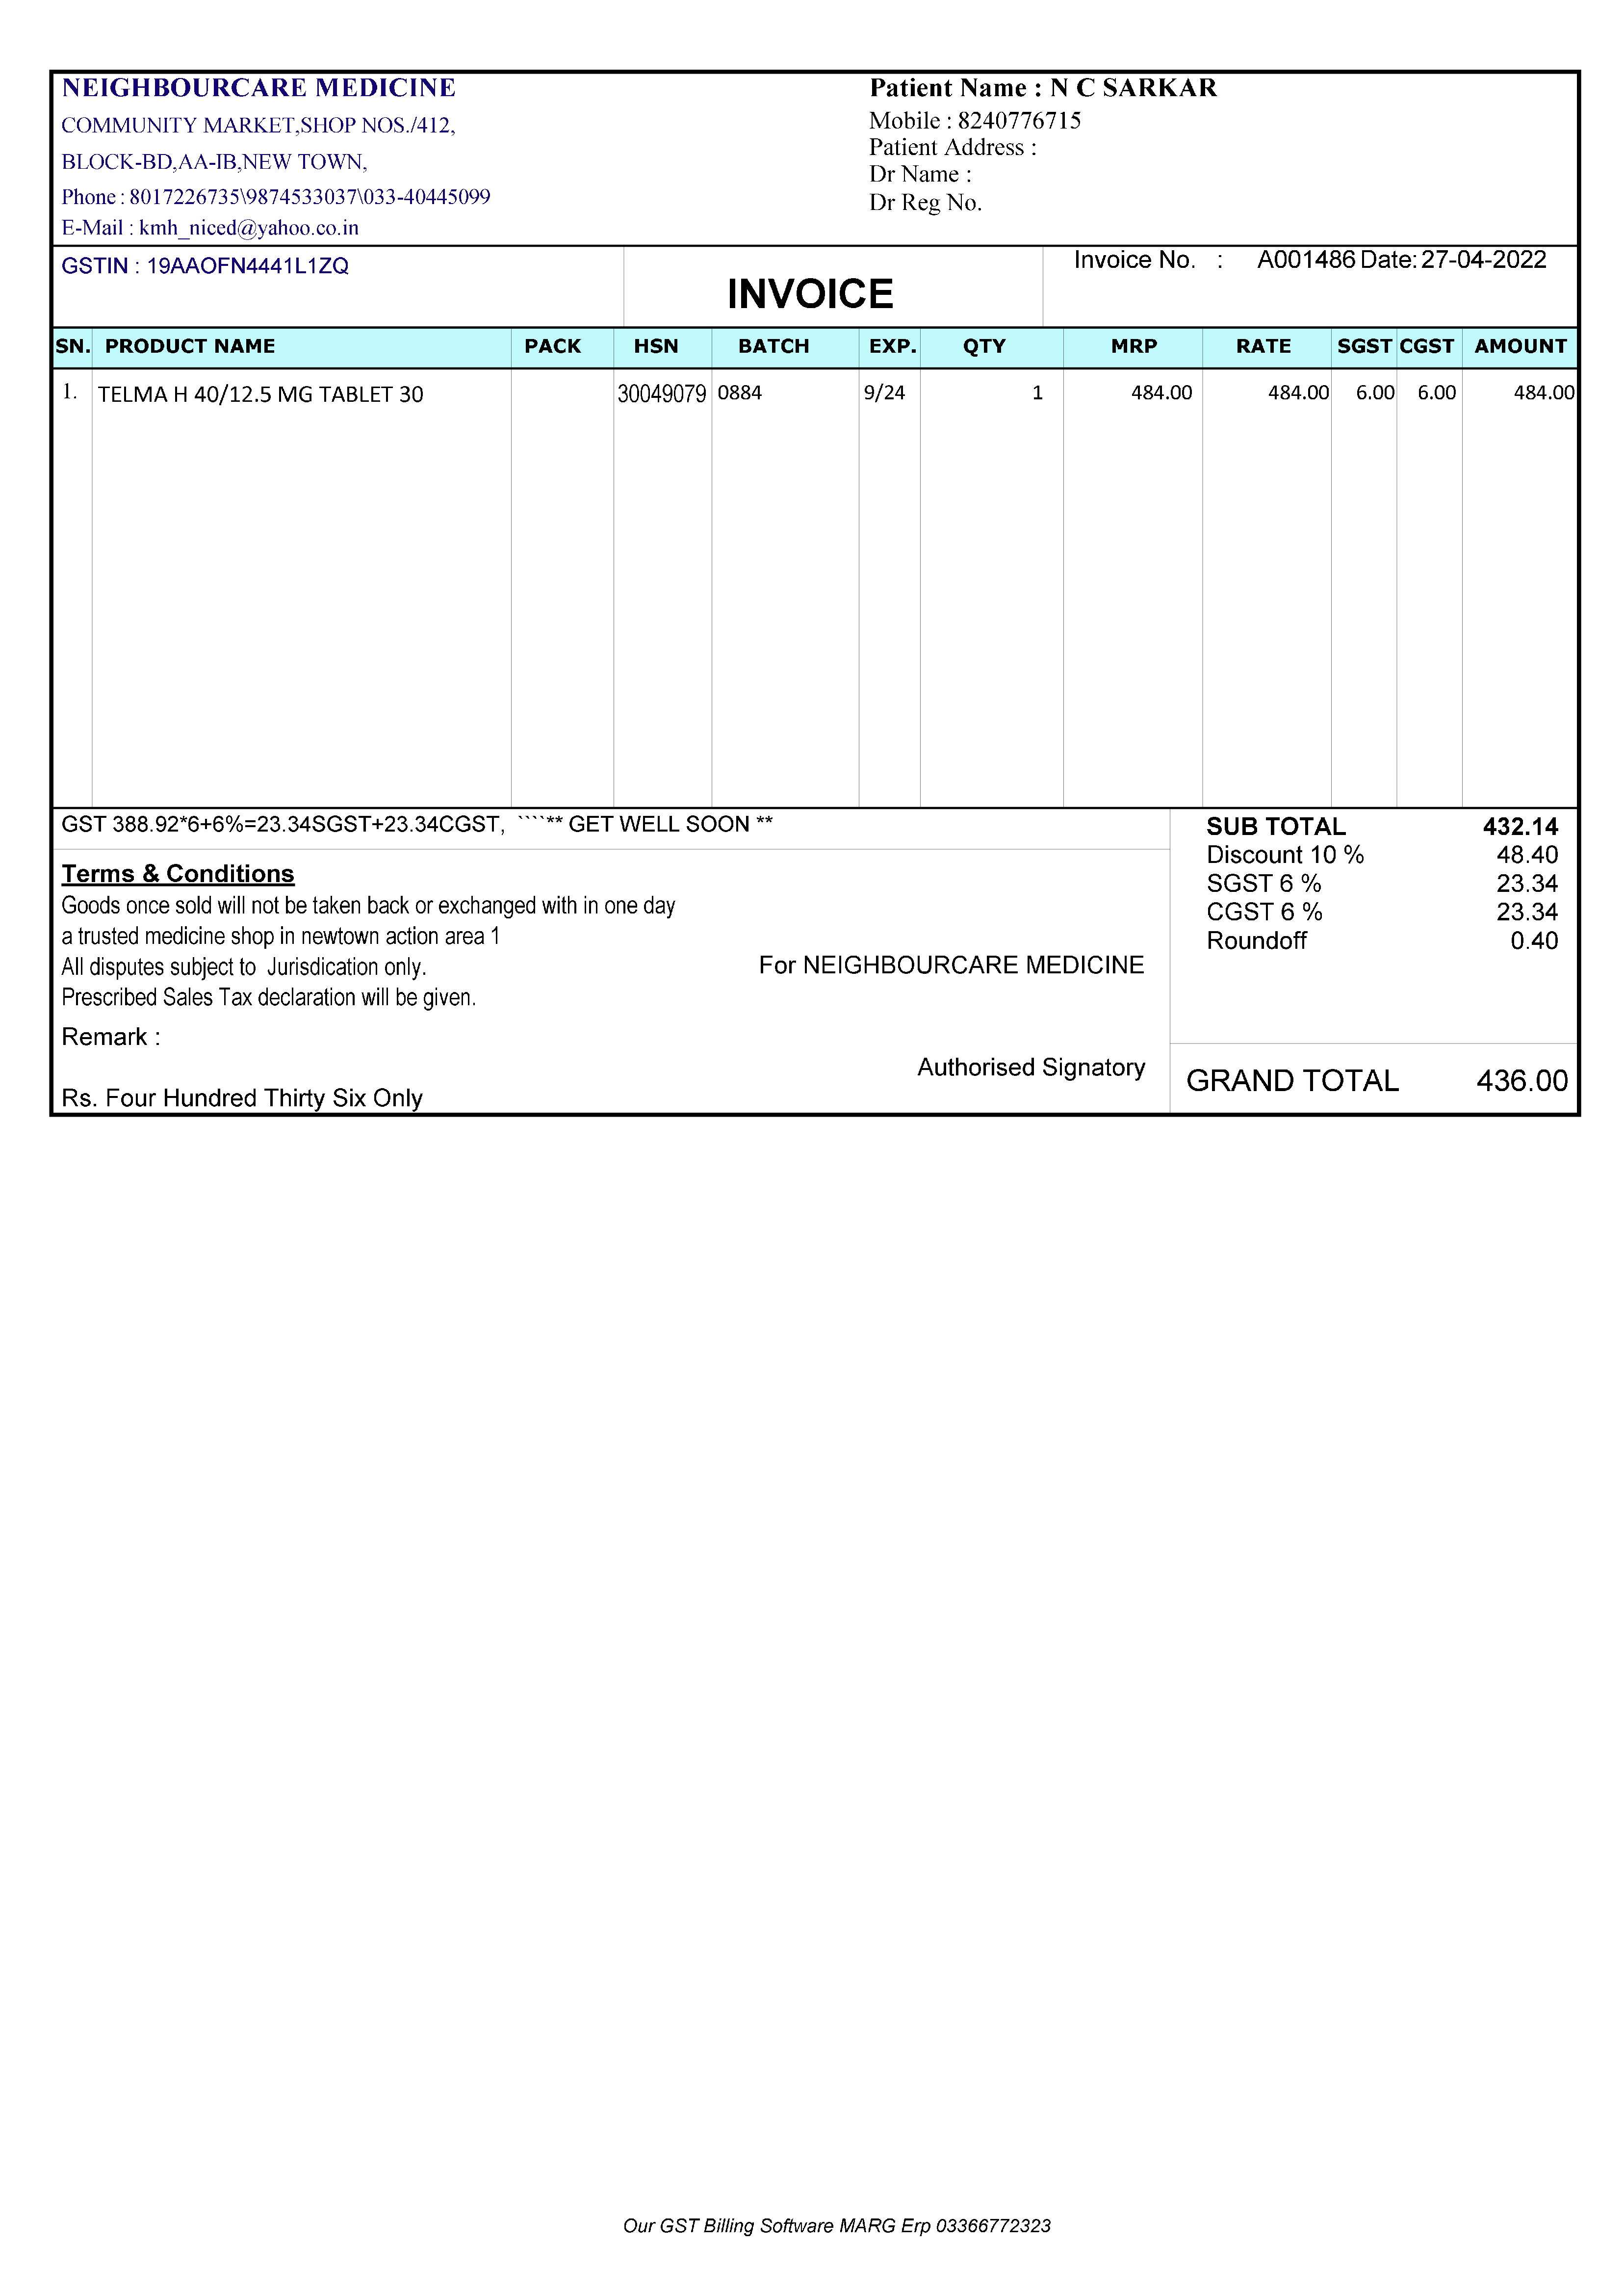 NEIGHBOURCARE MEDICINE
COMMUNITY MARKET,SHOP NOS./412,
BLOCK-BD,AA-IB,NEW TOWN,
Phone : 8017226735\9874533037\033-40445099
E-Mail : kmh_niced@yahoo.co.in
Patient Name : N C SARKAR
Mobile : 8240776715
Patient Address :
Dr Name :
Dr Reg No.
GSTIN : 19AAOFN4441L1ZQ
INVOICE
Invoice No. : A001486 Date: 27-04-2022
SN. PRODUCT NAME PACK HSN BATCH EXP. QTY MRP RATE SGST CGST AMOUNT
1. TELMA H 40/12.5 MG TABLET 30 30049079 0884 9/24 1 484.00 484.00 6.00 6.00 484.00
GST 388.92*6+6%=23.34SGST+23.34CGST, ````** GET WELL SOON **
Terms & Conditions
Goods once sold will not be taken back or exchanged with in one day
a trusted medicine shop in newtown action area 1
All disputes subject to Jurisdication only.
Prescribed Sales Tax declaration will be given.
Remark :
Rs. Four Hundred Thirty Six Only
For NEIGHBOURCARE MEDICINE
Authorised Signatory
SUB TOTAL 432.14
Discount 10 % 48.40
SGST 6 % 23.34
CGST 6 % 23.34
Roundoff 0.40
GRAND TOTAL 436.00
Our GST Billing Software MARG Erp 03366772323